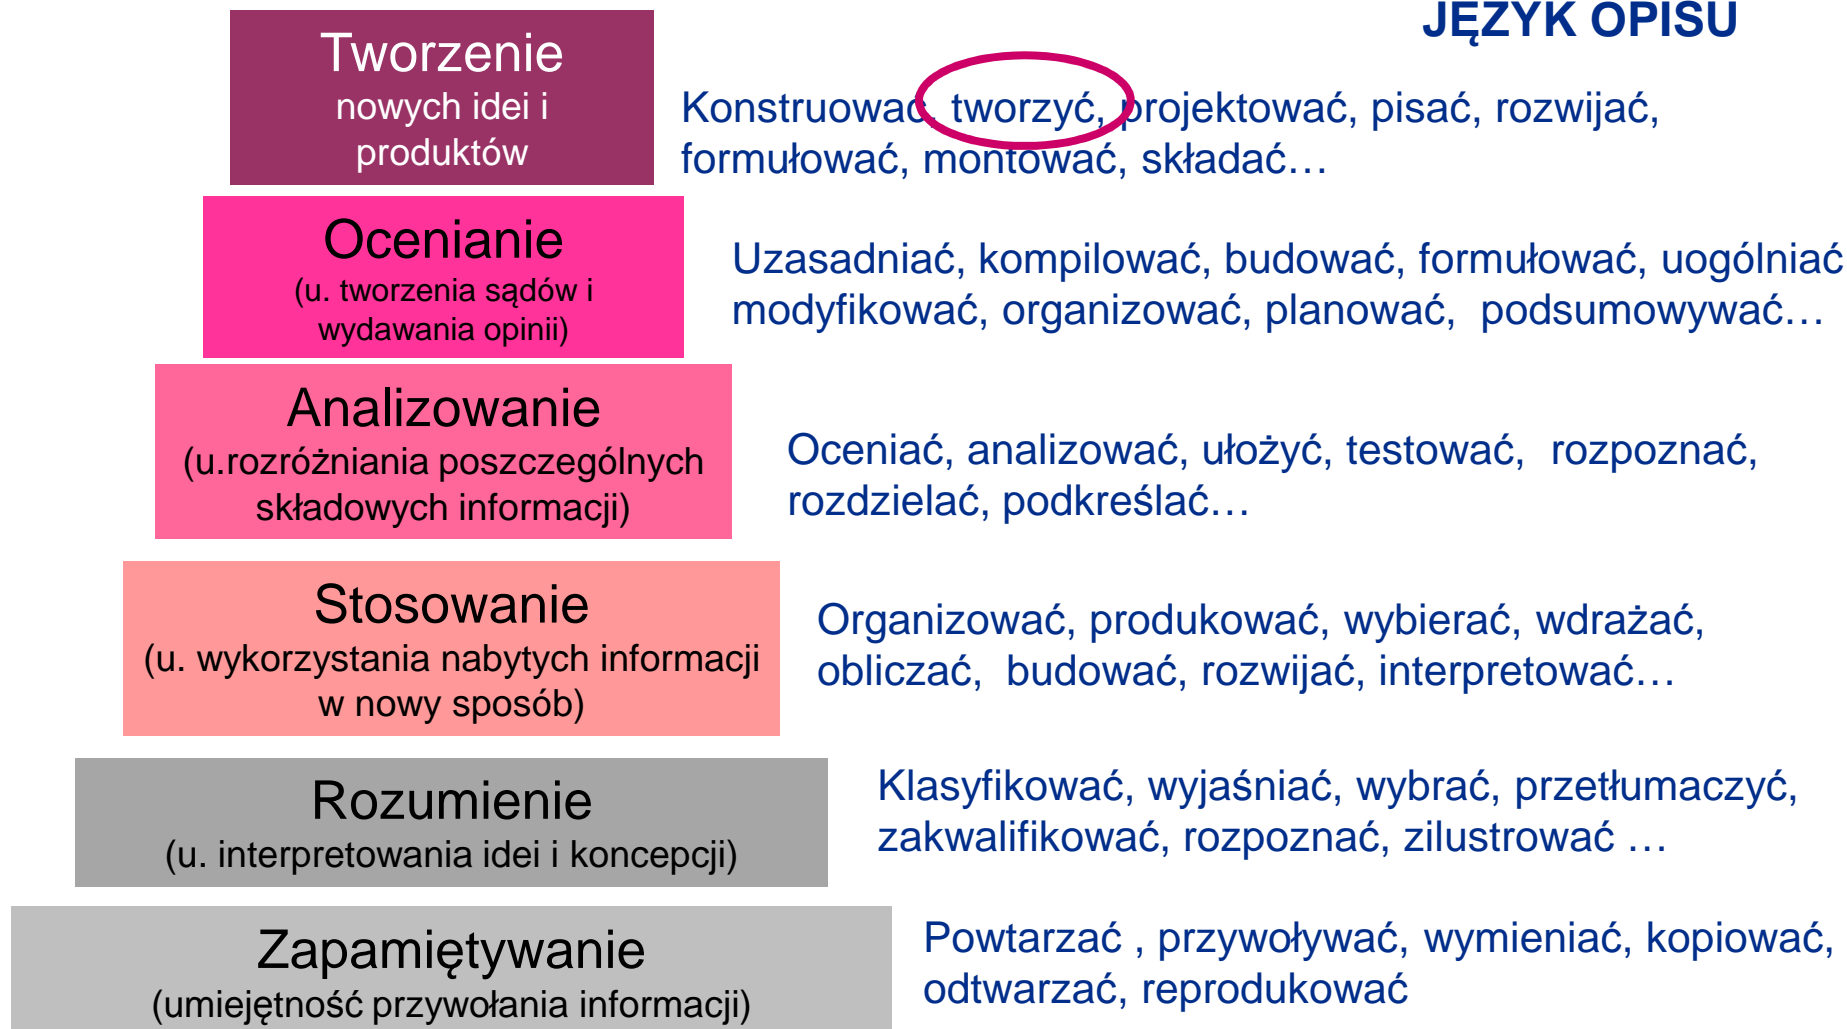 JĘZYK OPISU
Tworzenie
nowych idei i
produktów
Konstruować, tworzyć, projektować, pisać, rozwijać,
formułować, montować, składać…
Ocenianie
(u. tworzenia sądów i
wydawania opinii)
Uzasadniać, kompilować, budować, formułować, uogólniać
modyfikować, organizować, planować, podsumowywać…
Analizowanie
(u.rozróżniania poszczególnych
składowych informacji)
Oceniać, analizować, ułożyć, testować, rozpoznać,
rozdzielać, podkreślać…
Stosowanie
(u. wykorzystania nabytych informacji
w nowy sposób)
Organizować, produkować, wybierać, wdrażać,
obliczać, budować, rozwijać, interpretować…
Rozumienie
(u. interpretowania idei i koncepcji)
Klasyfikować, wyjaśniać, wybrać, przetłumaczyć,
zakwalifikować, rozpoznać, zilustrować …
Zapamiętywanie
(umiejętność przywołania informacji)
Powtarzać , przywoływać, wymieniać, kopiować,
odtwarzać, reprodukować